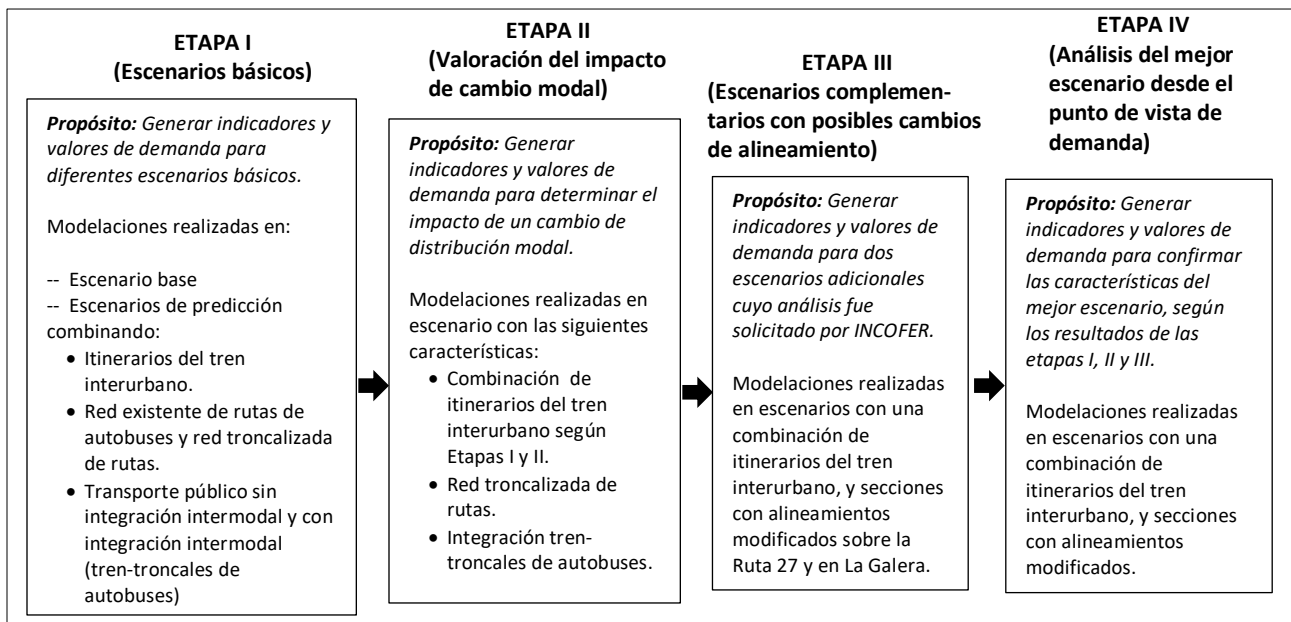 ETAPA I
(Escenarios básicos)
Propósito: Generar indicadores y
valores de demanda para
diferentes escenarios básicos.
Modelaciones realizadas en:
-- Escenario base
-- Escenarios de predicción
combinando:
• Itinerarios del tren
interurbano.
• Red existente de rutas de
autobuses y red troncalizada
de rutas.
• Transporte público sin
integración intermodal y con
integración intermodal
(tren-troncales de
autobuses)
ETAPA II
(Valoración del impacto
de cambio modal)
Propósito: Generar
indicadores y valores de
demanda para determinar el
impacto de un cambio de
distribución modal.
Modelaciones realizadas en
escenario con las siguientes
características:
• Combinación de
itinerarios del tren
interurbano según
Etapas I y II.
• Red troncalizada de
rutas.
• Integración tren-
troncales de autobuses.
ETAPA III
(Escenarios complemen-
tarios con posibles cambios
de alineamiento)
Propósito: Generar
indicadores y valores de
demanda para dos
escenarios adicionales
cuyo análisis fue
solicitado por INCOFER.
Modelaciones realizadas
en escenarios con una
combinación de
itinerarios del tren
interurbano, y secciones
con alineamientos
modificados sobre la
Ruta 27 y en La Galera.
ETAPA IV
(Análisis del mejor
escenario desde el
punto de vista de
demanda)
Propósito: Generar
indicadores y valores de
demanda para confirmar
las características del
mejor escenario, según
los resultados de las
etapas I, II y III.
Modelaciones realizadas
en escenarios con una
combinación de
itinerarios del tren
interurbano, y secciones
con alineamientos
modificados.